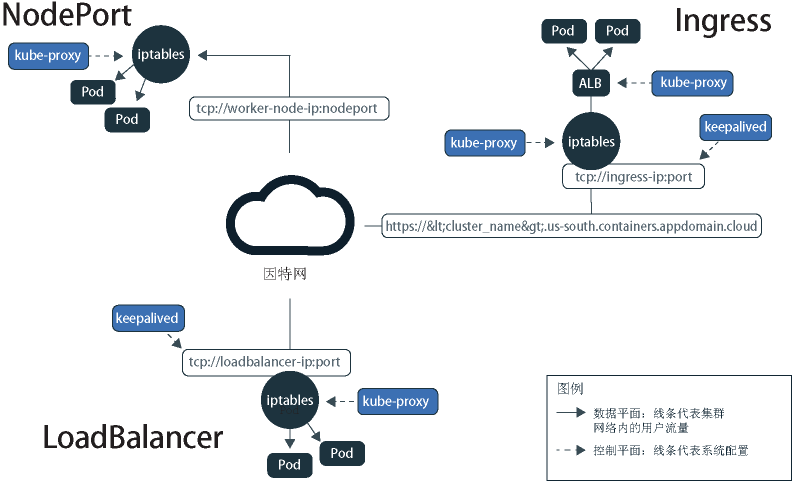 NodePort
Ingress
Pod
Pod
kube-proxy
iptables
Pod
Pod
ALB
kube-proxy
tcp://worker-node-ip:nodeport
kube-proxy
iptables
keepalived
tcp://ingress-ip:port
https://&lt;cluster_name&gt;.us-south.containers.appdomain.cloud
因特网
keepalived
tcp://loadbalancer-ip:port
iptables
kube-proxy
LoadBalancer
Pod
Pod
图例
数据平面：线条代表集群
网络内的用户流量
控制平面：线条代表系统配置